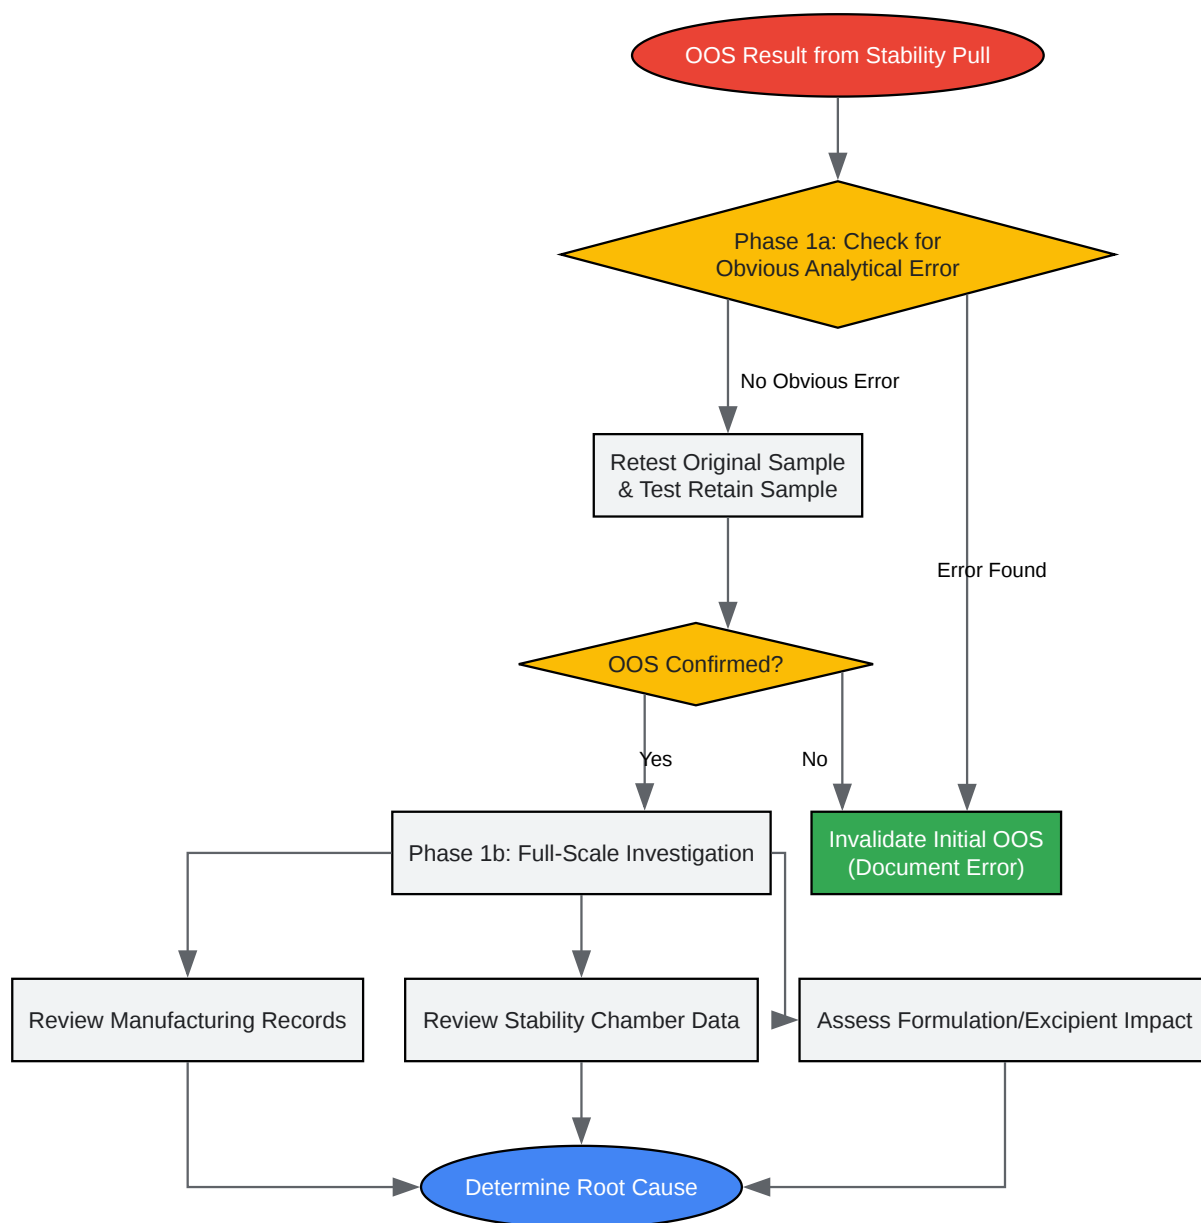 OOS Result from Stability Pull
Phase 1a: Check for
Obvious Analytical Error
No Obvious Error
Retest Original Sample
& Test Retain Sample
Error Found
OOS Confirmed?
Yes
No
Phase 1b: Full-Scale Investigation
Invalidate Initial OOS
(Document Error)
Review Manufacturing Records
Review Stability Chamber Data
Assess Formulation/Excipient Impact
Determine Root Cause